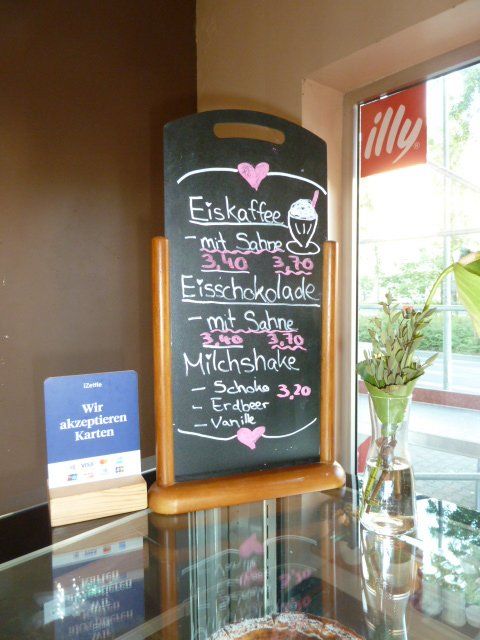 illy
Eiskaffee
- mit Sahne
3,40 3,70
Eisschokolade
- mit Sahne
3,40 3,70
Milchshake
- Schoko 3,20
- Erdbeer
- Vanille
iZettle
Wir
akzeptieren
Karten
VISA